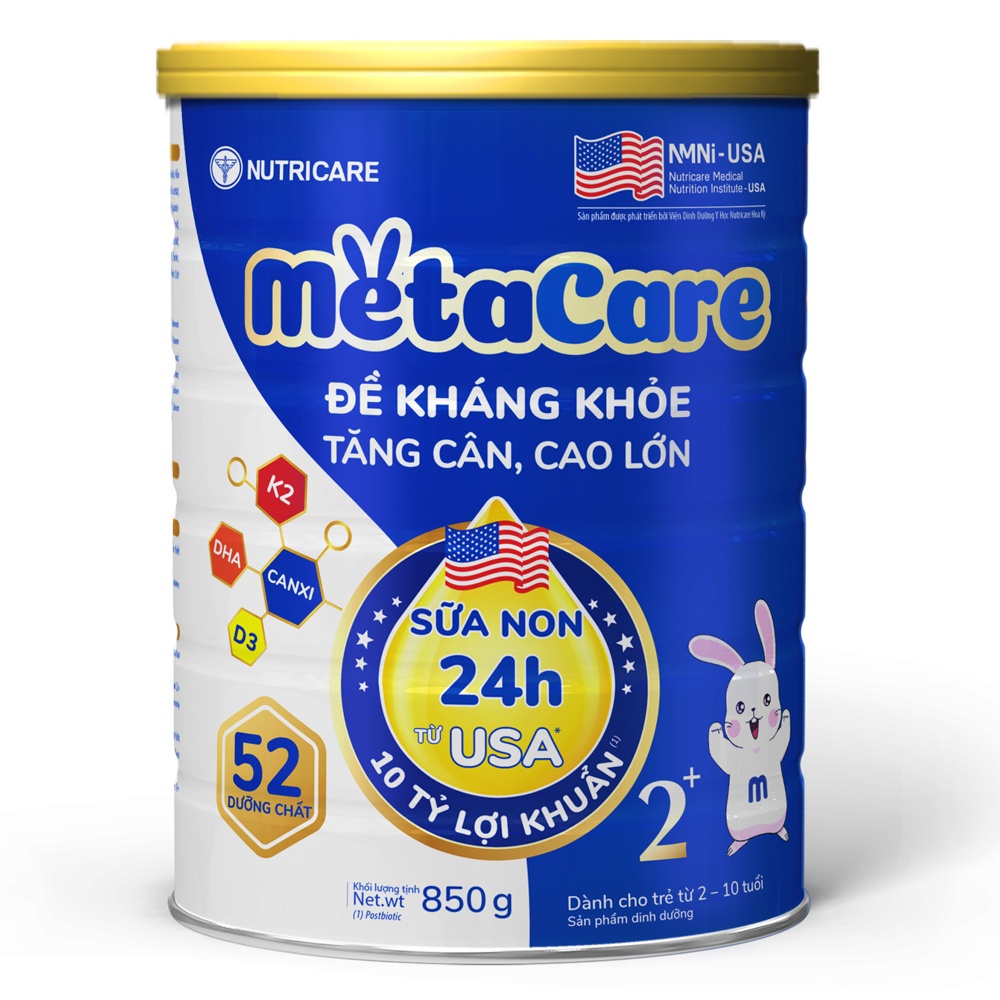 NUTRICARE
NMNi-USA
Nutricare Medical
Nutrition Institute-USA
Sản phẩm được phát triển bởi Viện Dinh Dưỡng Y Học Nutricare Hoa Kỳ
metaCare
ĐỀ KHÁNG KHỎE
TĂNG CÂN, CAO LỚN
K2
DHA
CANXI
D3
SỮA NON
24h
TỪ USA*
10 TỶ LỢI KHUẨN (1)
52
DƯỠNG CHẤT
2+
m
Khối lượng tịnh
Net.wt 850 g
(1) Postbiotic
Dành cho trẻ từ 2 – 10 tuổi
Sản phẩm dinh dưỡng